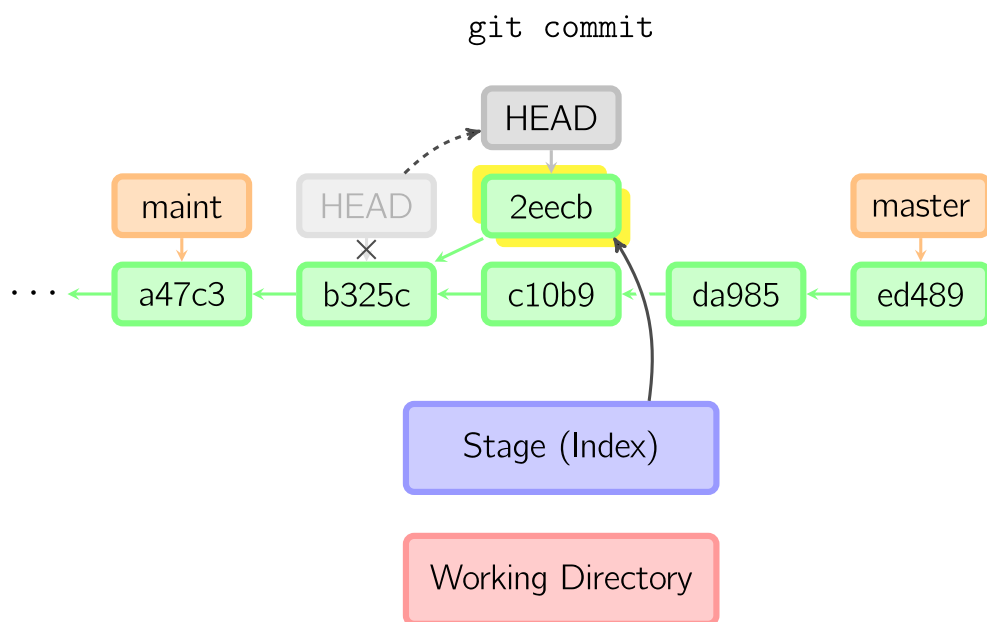 git commit
HEAD
maint
HEAD
2eecb
master
...
a47c3
b325c
c10b9
da985
ed489
Stage (Index)
Working Directory